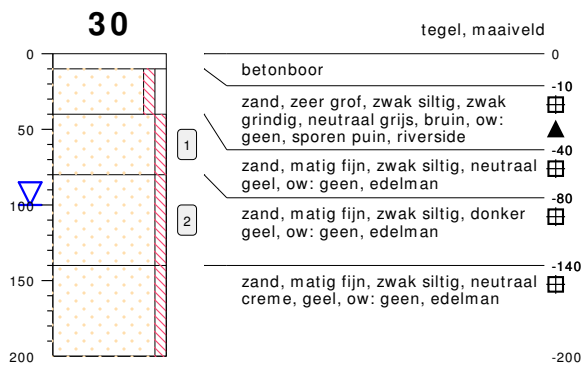 30
tegel, maaiveld
0
0
betonboor
-10
zand, zeer grof, zwak siltig, zwak
grindig, neutraal grijs, bruin, ow:
geen, sporen puin, riverside
50
1
-40
zand, matig fijn, zwak siltig, neutraal
geel, ow: geen, edelman
-80
100
2
zand, matig fijn, zwak siltig, donker
geel, ow: geen, edelman
-140
150
zand, matig fijn, zwak siltig, neutraal
creme, geel, ow: geen, edelman
200
-200